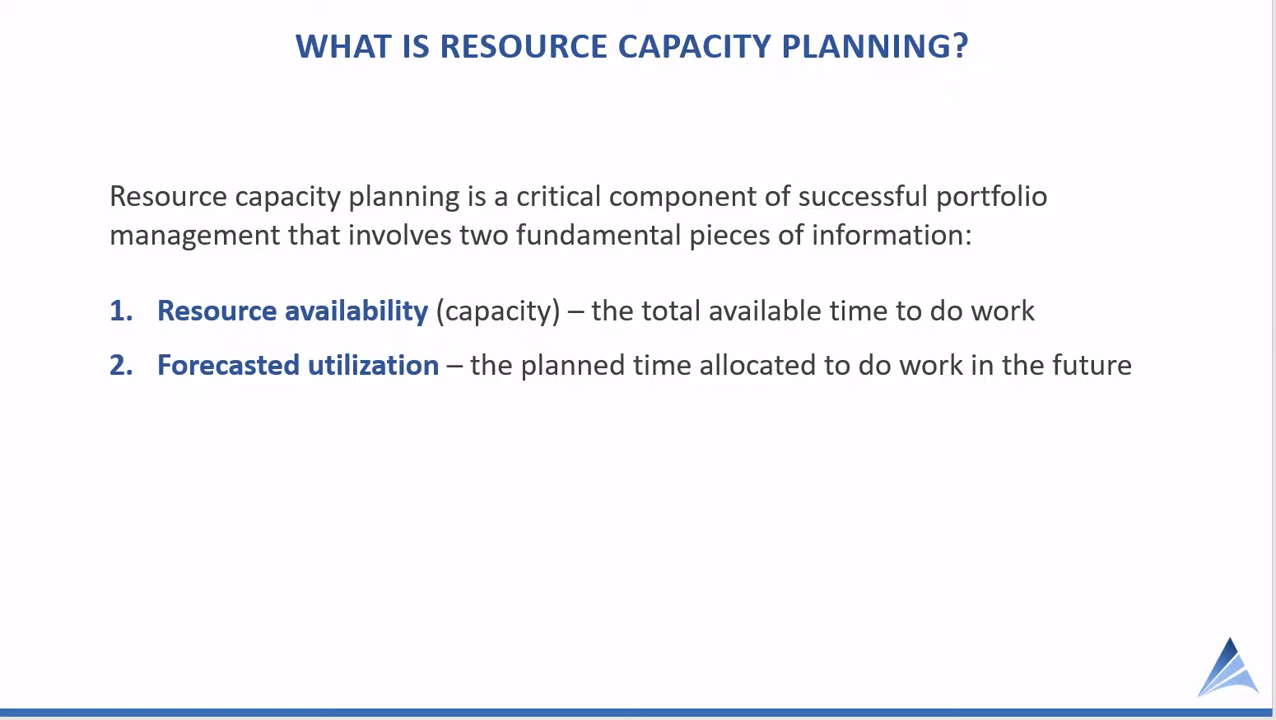 WHAT IS RESOURCE CAPACITY PLANNING?
Resource capacity planning is a critical component of successful portfolio
management that involves two fundamental pieces of information:
1. Resource availability (capacity) – the total available time to do work
2. Forecasted utilization – the planned time allocated to do work in the future